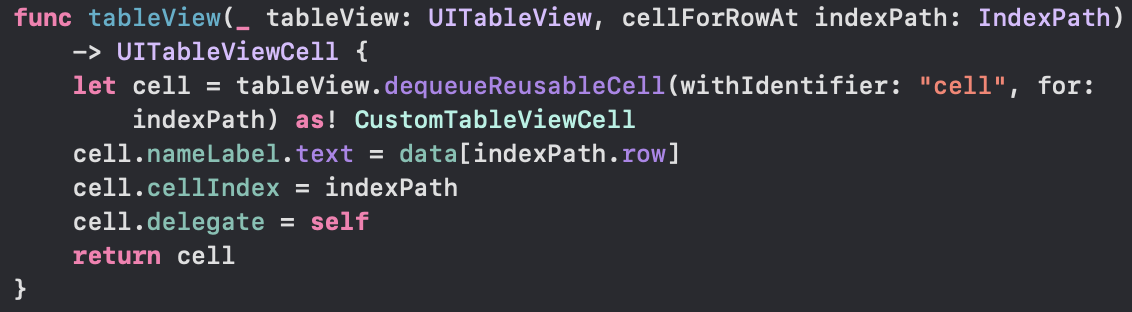 func tableView(_ tableView: UITableView, cellForRowAt indexPath: IndexPath)
-> UITableViewCell {
let cell = tableView.dequeueReusableCell(withIdentifier: "cell", for:
indexPath) as! CustomTableViewCell
cell.nameLabel.text = data[indexPath.row]
cell.cellIndex = indexPath
cell.delegate = self
return cell
}